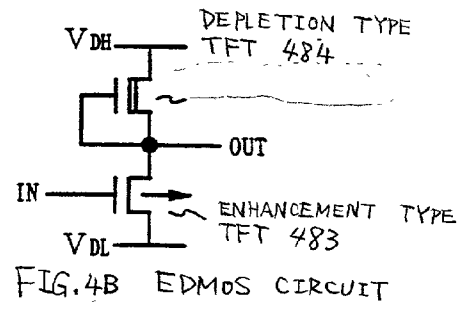 DEPLETION TYPE
TFT 484
VDH
OUT
IN
ENHANCEMENT TYPE
TFT 483
VDL
FIG.4B EDMOS CIRCUIT